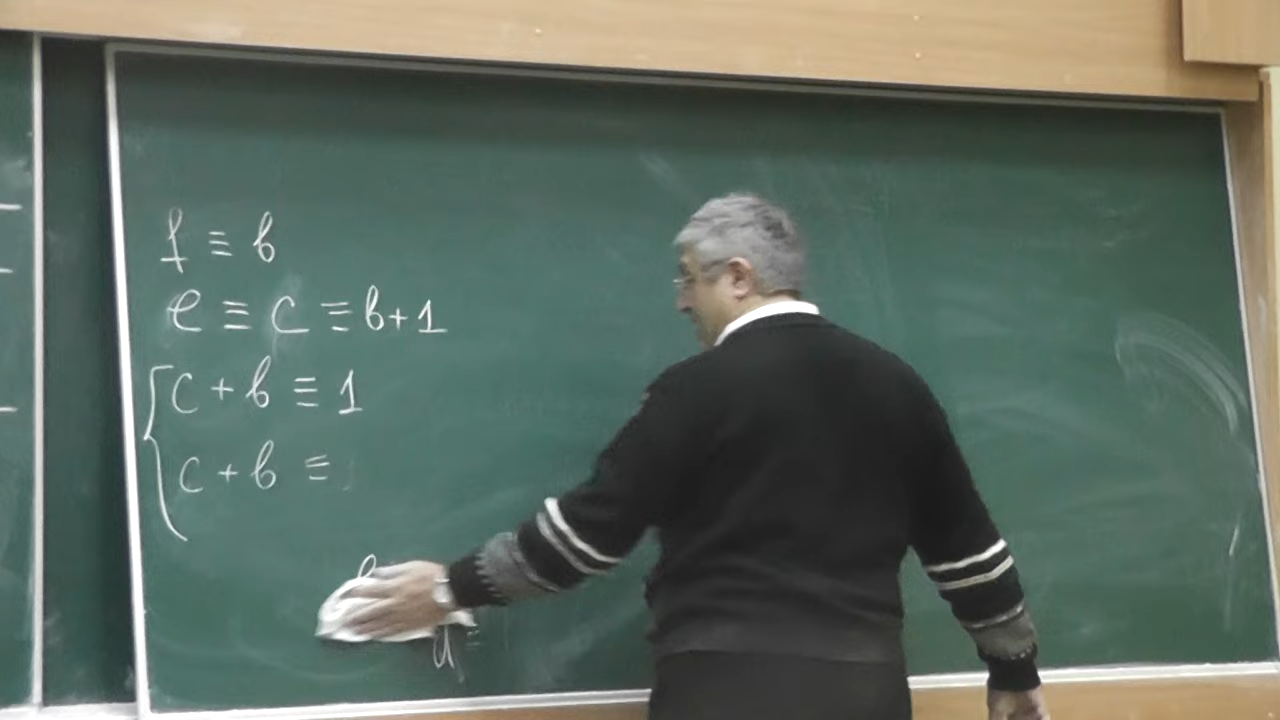 f ≡ b
e ≡ c ≡ b+1
c + b ≡ 1
c + b ≡